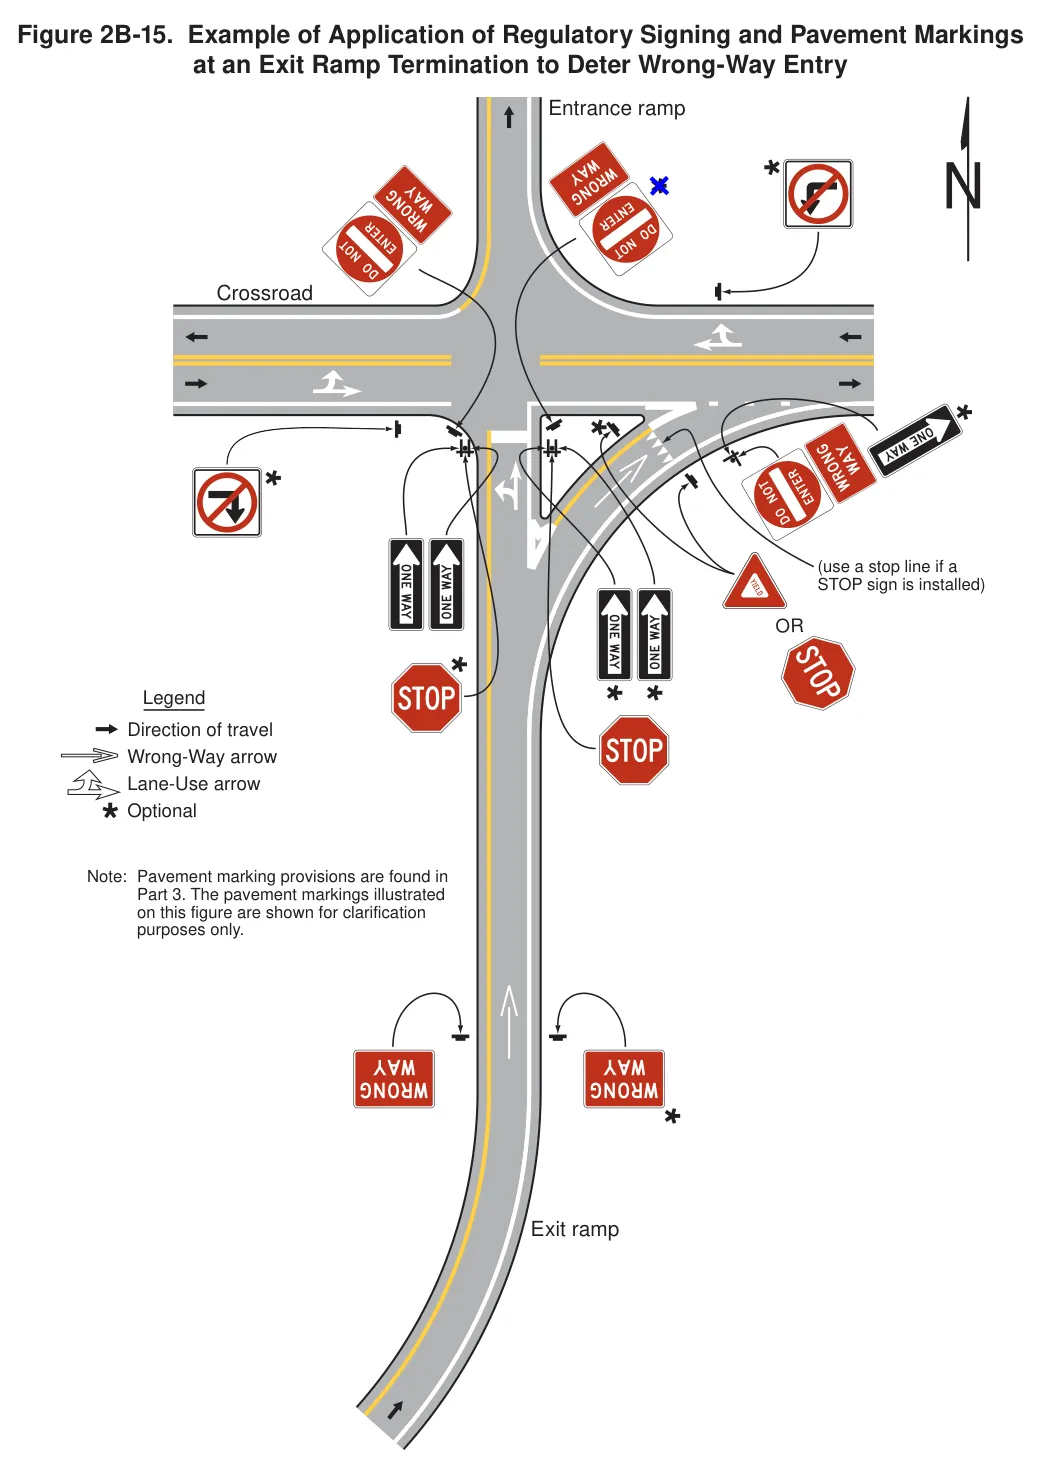 Figure 2B-15. Example of Application of Regulatory Signing and Pavement Markings
at an Exit Ramp Termination to Deter Wrong-Way Entry
Entrance ramp
WRONG
WAY
DO NOT
ENTER
WRONG
WAY
DO NOT
ENTER
N
Crossroad
ONE WAY
WRONG
WAY
DO NOT
ENTER
ONE WAY
ONE WAY
ONE WAY
ONE WAY
YIELD
(use a stop line if a
STOP sign is installed)
OR
STOP
STOP
STOP
Legend
Direction of travel
Wrong-Way arrow
Lane-Use arrow
* Optional
Note: Pavement marking provisions are found in
Part 3. The pavement markings illustrated
on this figure are shown for clarification
purposes only.
WRONG
WAY
WRONG
WAY
Exit ramp